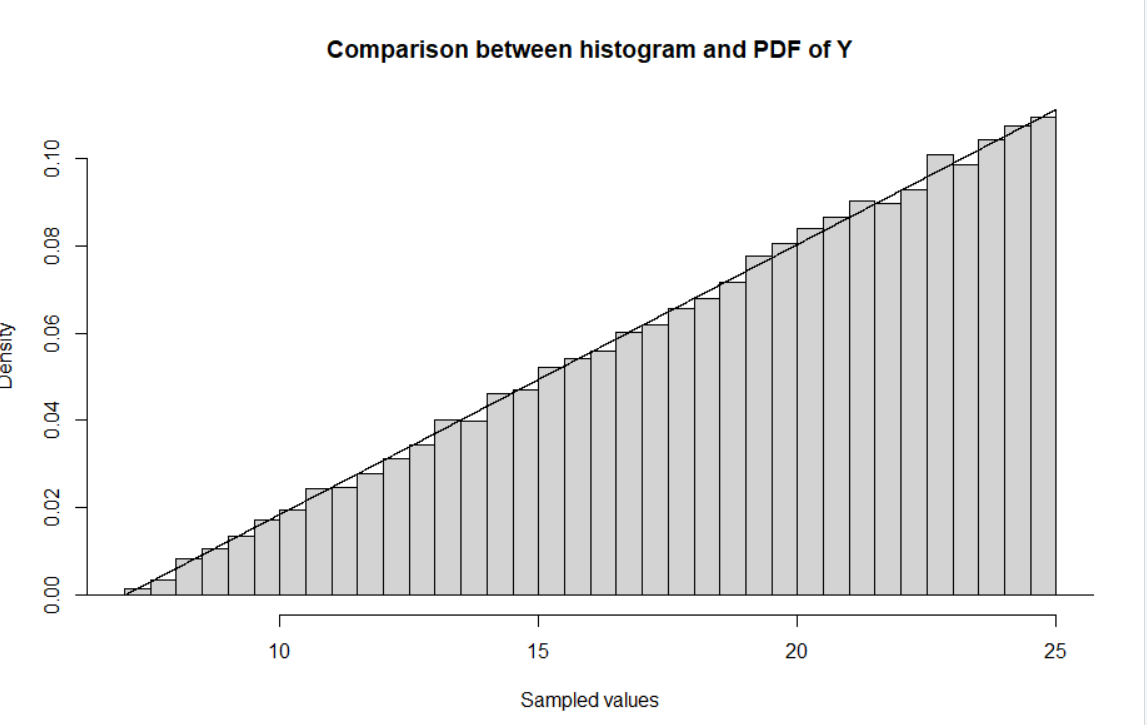 Comparison between histogram and PDF of Y
Density
0.10
0.08
0.06
0.04
0.02
0.00
10 15 20 25
Sampled values